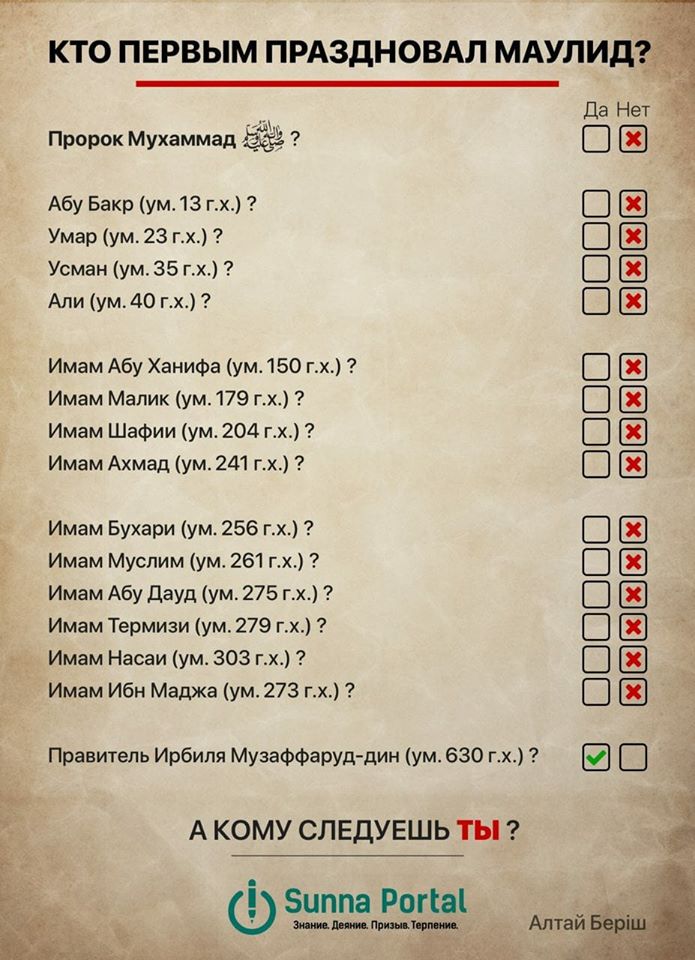 КТО ПЕРВЫМ ПРАЗДНОВАЛ МАУЛИД?
Да Нет
Пророк Мухаммад ﷺ ?
Абу Бакр (ум. 13 г.х.) ?
Умар (ум. 23 г.х.) ?
Усман (ум. 35 г.х.) ?
Али (ум. 40 г.х.) ?
Имам Абу Ханифа (ум. 150 г.х.) ?
Имам Малик (ум. 179 г.х.) ?
Имам Шафии (ум. 204 г.х.) ?
Имам Ахмад (ум. 241 г.х.) ?
Имам Бухари (ум. 256 г.х.) ?
Имам Муслим (ум. 261 г.х.) ?
Имам Абу Дауд (ум. 275 г.х.) ?
Имам Термизи (ум. 279 г.х.) ?
Имам Насаи (ум. 303 г.х.) ?
Имам Ибн Маджа (ум. 273 г.х.) ?
Правитель Ирбиля Музаффаруд-дин (ум. 630 г.х.) ?
А КОМУ СЛЕДУЕШЬ ТЫ ?
Sunna Portal
Знание. Деяние. Призыв. Терпение.
Алтай Беріш